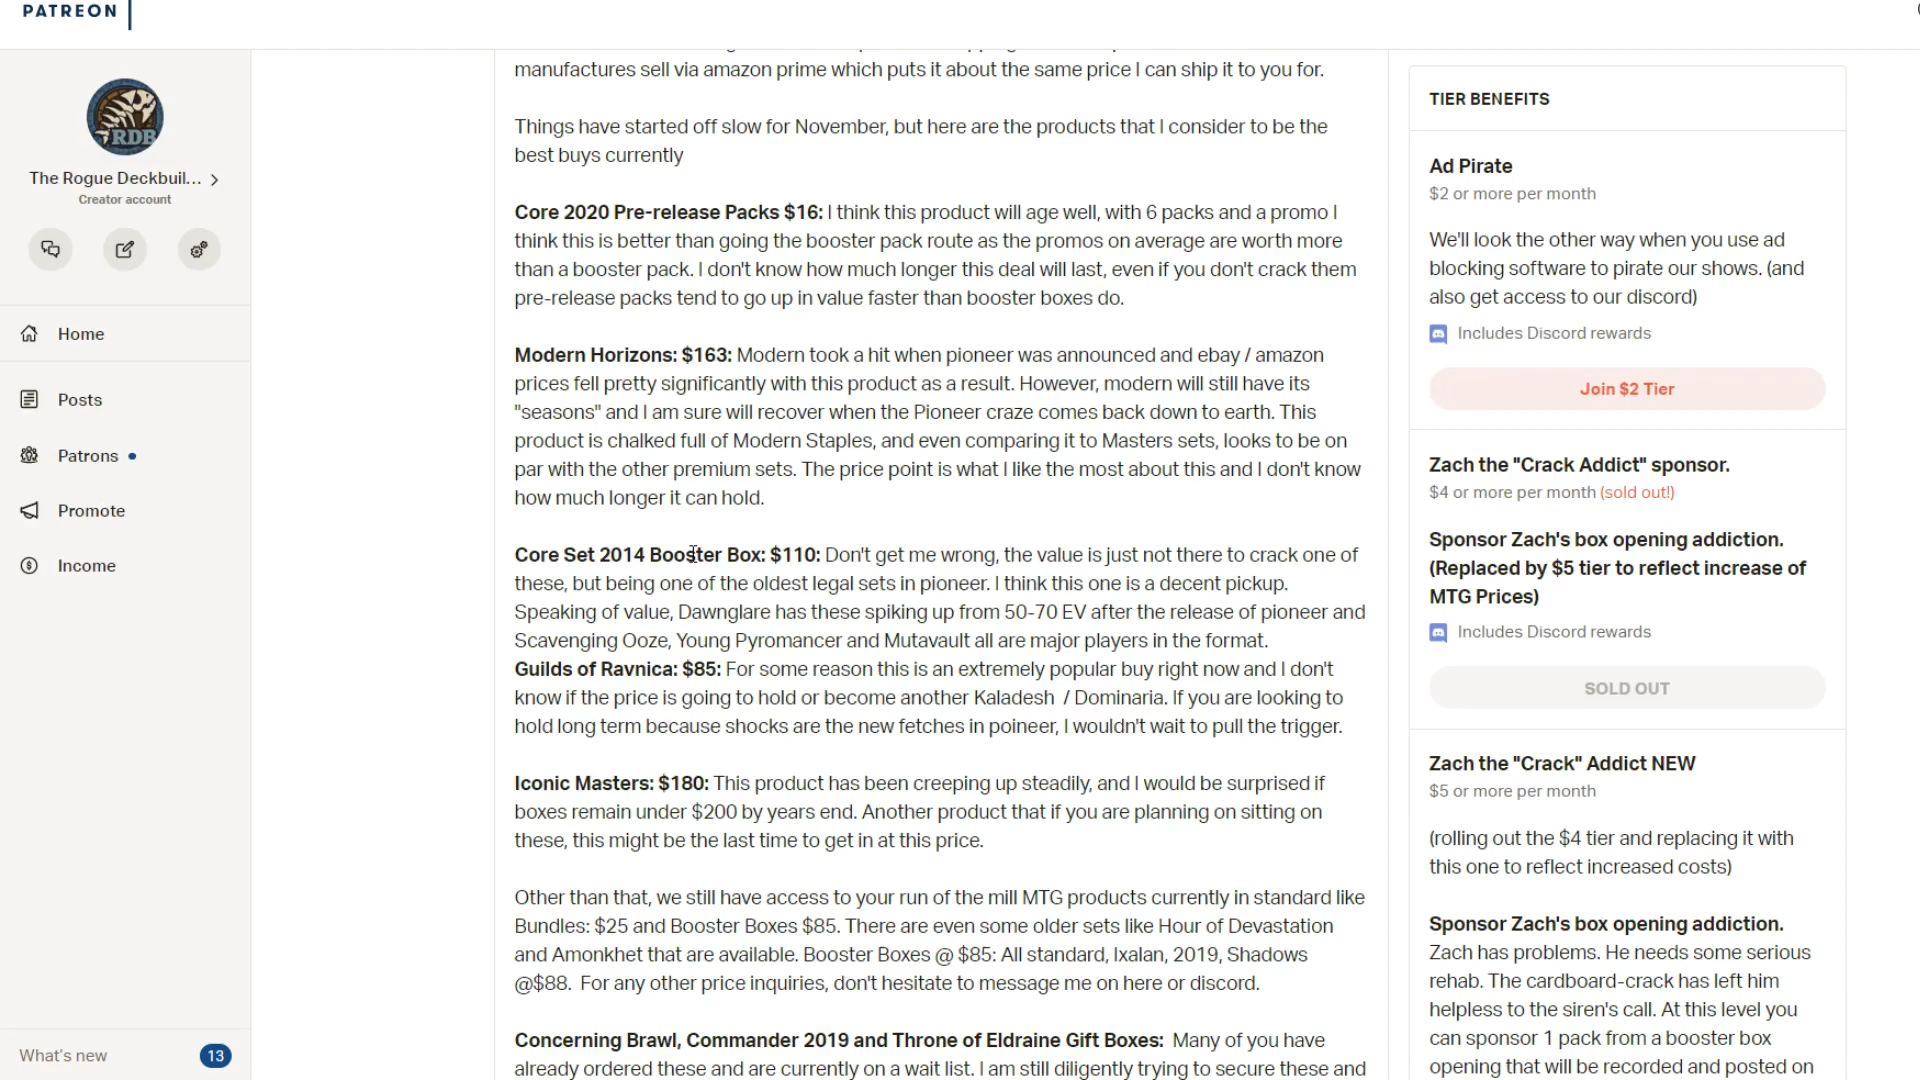 PATREON
RDB
The Rogue Deckbuil...
Creator account
Home
Posts
Patrons
Promote
Income
What's new
13
manufactures sell via amazon prime which puts it about the same price I can ship it to you for.
Things have started off slow for November, but here are the products that I consider to be the
best buys currently
Core 2020 Pre-release Packs $16: I think this product will age well, with 6 packs and a promo I
think this is better than going the booster pack route as the promos on average are worth more
than a booster pack. I don't know how much longer this deal will last, even if you don't crack them
pre-release packs tend to go up in value faster than booster boxes do.
Modern Horizons: $163: Modern took a hit when pioneer was announced and ebay / amazon
prices fell pretty significantly with this product as a result. However, modern will still have its
"seasons" and I am sure will recover when the Pioneer craze comes back down to earth. This
product is chalked full of Modern Staples, and even comparing it to Masters sets, looks to be on
par with the other premium sets. The price point is what I like the most about this and I don't know
how much longer it can hold.
Core Set 2014 Booster Box: $110: Don't get me wrong, the value is just not there to crack one of
these, but being one of the oldest legal sets in pioneer. I think this one is a decent pickup.
Speaking of value, Dawnglare has these spiking up from 50-70 EV after the release of pioneer and
Scavenging Ooze, Young Pyromancer and Mutavault all are major players in the format.
Guilds of Ravnica: $85: For some reason this is an extremely popular buy right now and I don't
know if the price is going to hold or become another Kaladesh / Dominaria. If you are looking to
hold long term because shocks are the new fetches in poineer, I wouldn't wait to pull the trigger.
Iconic Masters: $180: This product has been creeping up steadily, and I would be surprised if
boxes remain under $200 by years end. Another product that if you are planning on sitting on
these, this might be the last time to get in at this price.
Other than that, we still have access to your run of the mill MTG products currently in standard like
Bundles: $25 and Booster Boxes $85. There are even some older sets like Hour of Devastation
and Amonkhet that are available. Booster Boxes @ $85: All standard, Ixalan, 2019, Shadows
@$88. For any other price inquiries, don't hesitate to message me on here or discord.
Concerning Brawl, Commander 2019 and Throne of Eldraine Gift Boxes: Many of you have
already ordered these and are currently on a wait list. I am still diligently trying to secure these and
TIER BENEFITS
Ad Pirate
$2 or more per month
We'll look the other way when you use ad
blocking software to pirate our shows. (and
also get access to our discord)
Includes Discord rewards
Join $2 Tier
Zach the "Crack Addict" sponsor.
$4 or more per month (sold out!)
Sponsor Zach's box opening addiction.
(Replaced by $5 tier to reflect increase of
MTG Prices)
Includes Discord rewards
SOLD OUT
Zach the "Crack" Addict NEW
$5 or more per month
(rolling out the $4 tier and replacing it with
this one to reflect increased costs)
Sponsor Zach's box opening addiction.
Zach has problems. He needs some serious
rehab. The cardboard-crack has left him
helpless to the siren's call. At this level you
can sponsor 1 pack from a booster box
opening that will be recorded and posted on